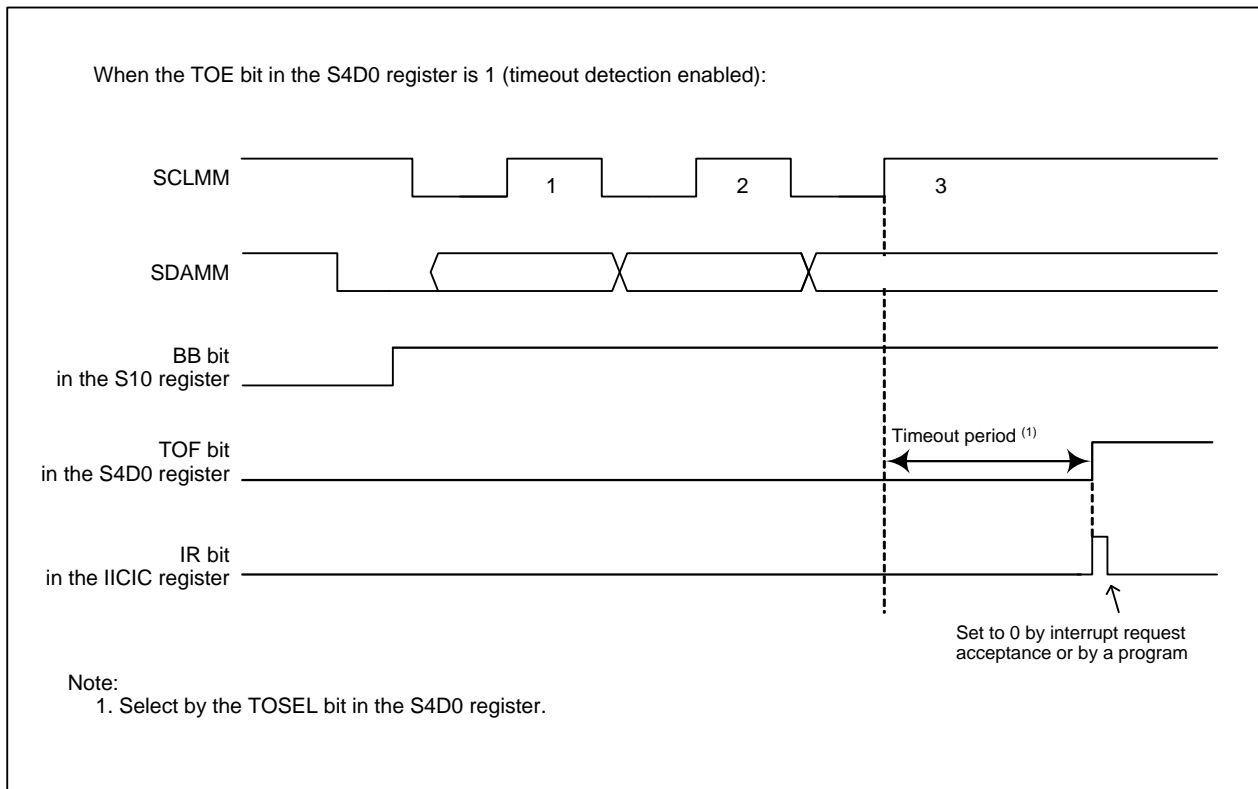 When the TOE bit in the S4D0 register is 1 (timeout detection enabled):
SCLMM
1
2
3
SDAMM
BB bit
in the S10 register
TOF bit
in the S4D0 register
Timeout period (1)
IR bit
in the IICIC register
Set to 0 by interrupt request
acceptance or by a program
Note:
1. Select by the TOSEL bit in the S4D0 register.